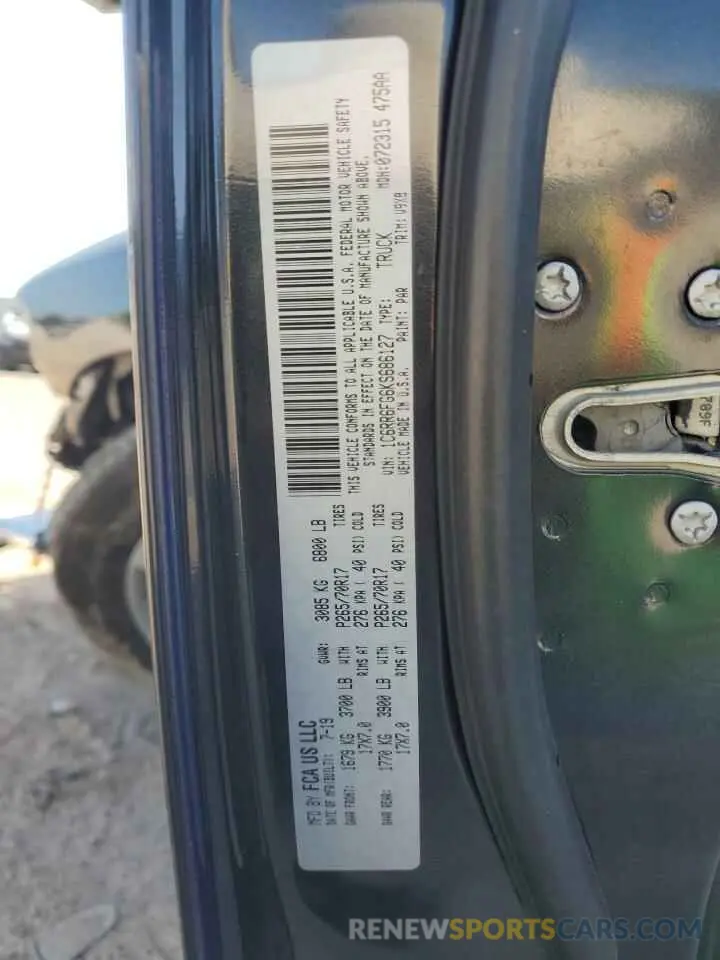 MFD BY FCA US LLC
DATE OF MFR(BUILT): 7-19 GVWR: 3085 KG 6800 LB
GAWR FRONT: 1679 KG 3700 LB WITH P265/70R17 TIRES
17X7.0 RIMS AT 276 KPA ( 40 PSI) COLD
GAWR REAR: 1770 KG 3900 LB WITH P265/70R17 TIRES
17X7.0 RIMS AT 276 KPA ( 40 PSI) COLD
THIS VEHICLE CONFORMS TO ALL APPLICABLE U.S.A. FEDERAL MOTOR VEHICLE SAFETY
STANDARDS IN EFFECT ON THE DATE OF MANUFACTURE SHOWN ABOVE.
VIN: 1C6RR6FG6KS686127 TYPE: TRUCK MDH:072315 475AA
VEHICLE MADE IN U.S.A. PAINT: PAR TRIM: V9X8
RENEWSPORTSCARS.COM